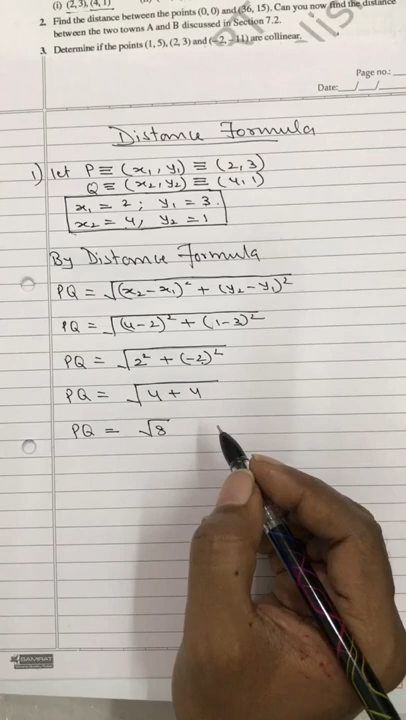 (i) (2, 3), (4, 1)
2. Find the distance between the points (0, 0) and (36, 15). Can you now find the distance
between the two towns A and B discussed in Section 7.2.
3. Determine if the points (1, 5), (2, 3) and (– 2, – 11) are collinear.
Page no.:
Date: / /
Distance Formula
1) let P ≡ (x₁, y₁) ≡ (2, 3)
Q ≡ (x₂, y₂) ≡ (4, 1)
x₁ = 2; y₁ = 3
x₂ = 4, y₂ = 1
By Distance Formula
PQ = √(x₂ - x₁)² + (y₂ - y₁)²
PQ = √(4-2)² + (1-3)²
PQ = √2² + (-2)²
PQ = √4 + 4
PQ = √8
SAMRAT